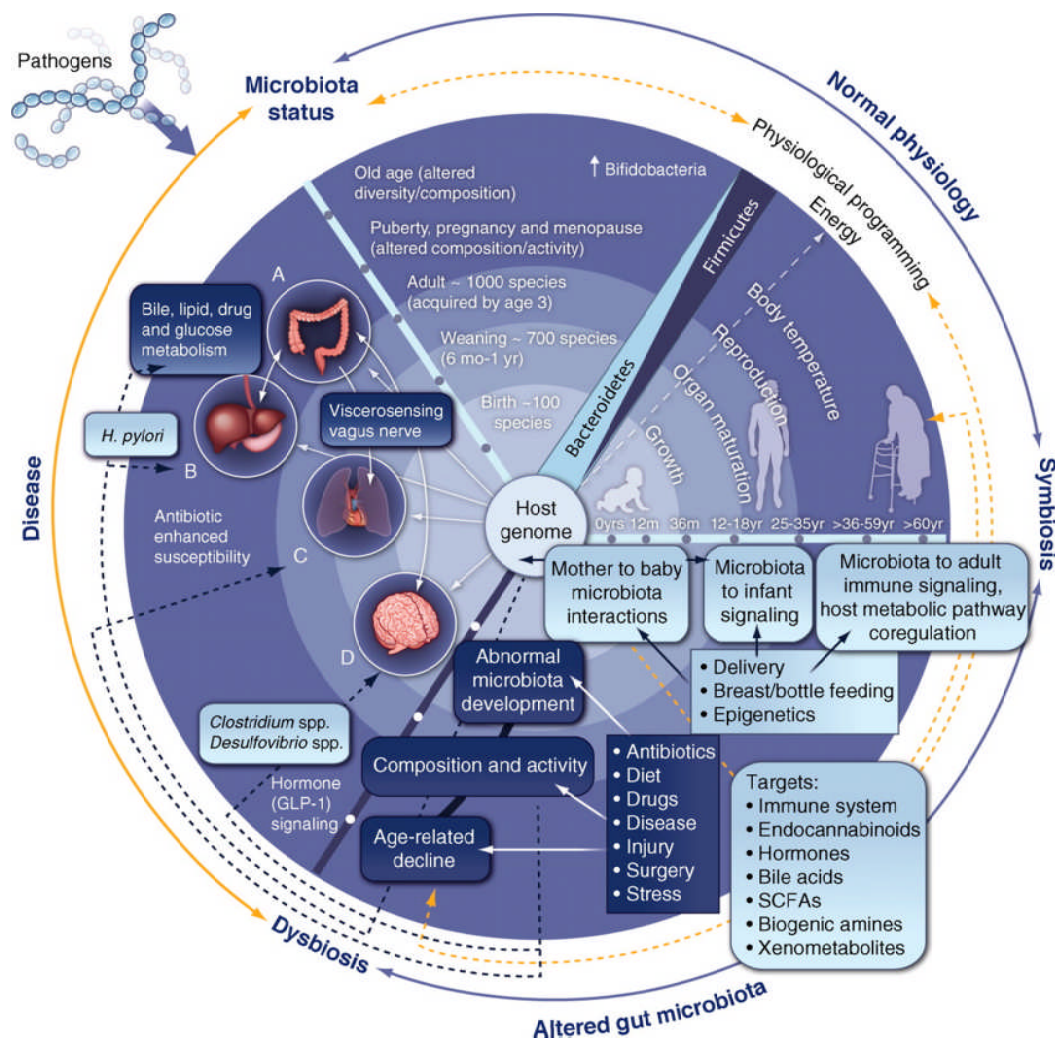 Pathogens
Microbiota
status
Normal physiology
Physiological programming
Old age (altered
diversity/composition)
↑ Bifidobacteria
Puberty, pregnancy and menopause
(altered composition/activity)
Adult ~ 1000 species
(acquired by age 3)
Weaning ~ 700 species
(6 mo-1 yr)
Birth ~100
species
Bacteroidetes
Firmicutes
Energy
Body temperature
Reproduction
Organ maturation
Growth
A
Bile, lipid, drug
and glucose
metabolism
Viscerosensing
vagus nerve
H. pylori
B
Disease
Antibiotic
enhanced
susceptibility
C
D
Host
genome
0yrs 12m 36m 12-18yr 25-35yr >36-59yr >60yr
Symbiosis
Mother to baby
microbiota
interactions
Microbiota
to infant
signaling
Microbiota to adult
immune signaling,
host metabolic pathway
coregulation
• Delivery
• Breast/bottle feeding
• Epigenetics
Abnormal
microbiota
development
Clostridium spp.
Desulfovibrio spp.
Composition and activity
Hormone
(GLP-1)
signaling
Age-related
decline
• Antibiotics
• Diet
• Drugs
• Disease
• Injury
• Surgery
• Stress
Targets:
• Immune system
• Endocannabinoids
• Hormones
• Bile acids
• SCFAs
• Biogenic amines
• Xenometabolites
Dysbiosis
Altered gut microbiota